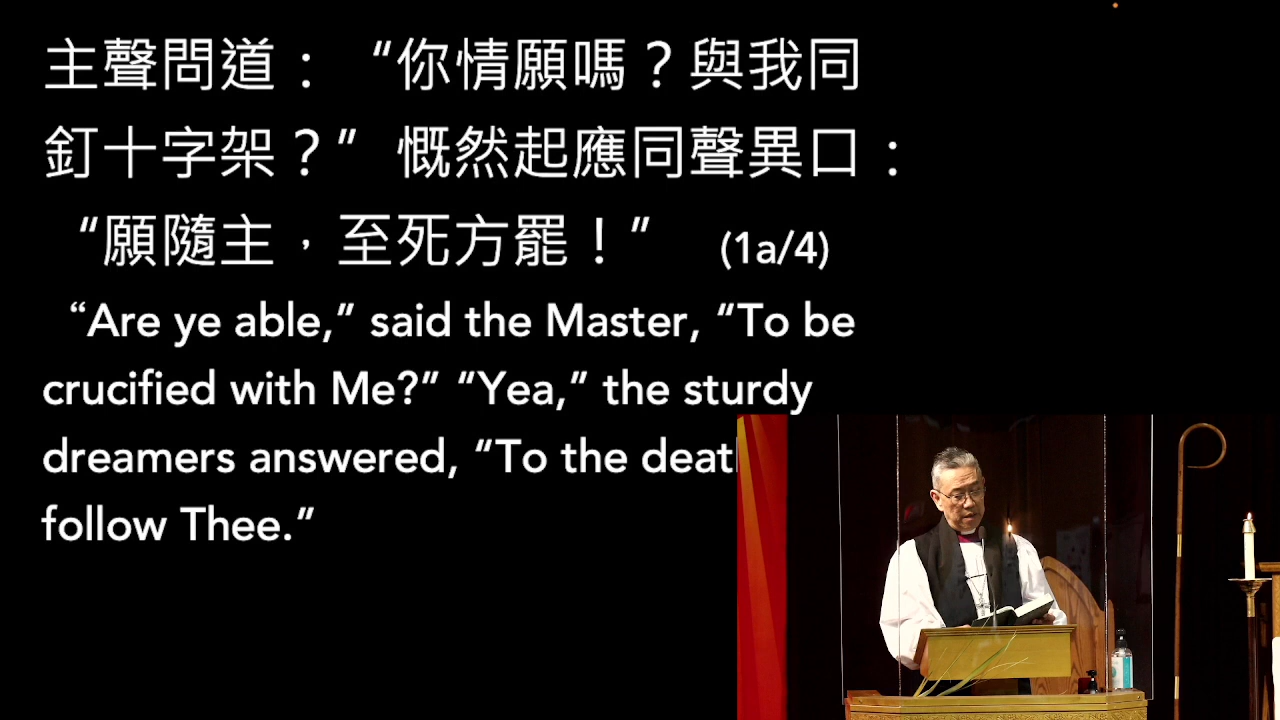 主聲問道：“你情願嗎？與我同
釘十字架？” 慨然起應同聲異口：
“願隨主，至死方罷！” (1a/4)
“Are ye able,” said the Master, “To be
crucified with Me?” “Yea,” the sturdy
dreamers answered, “To the deat
follow Thee.”